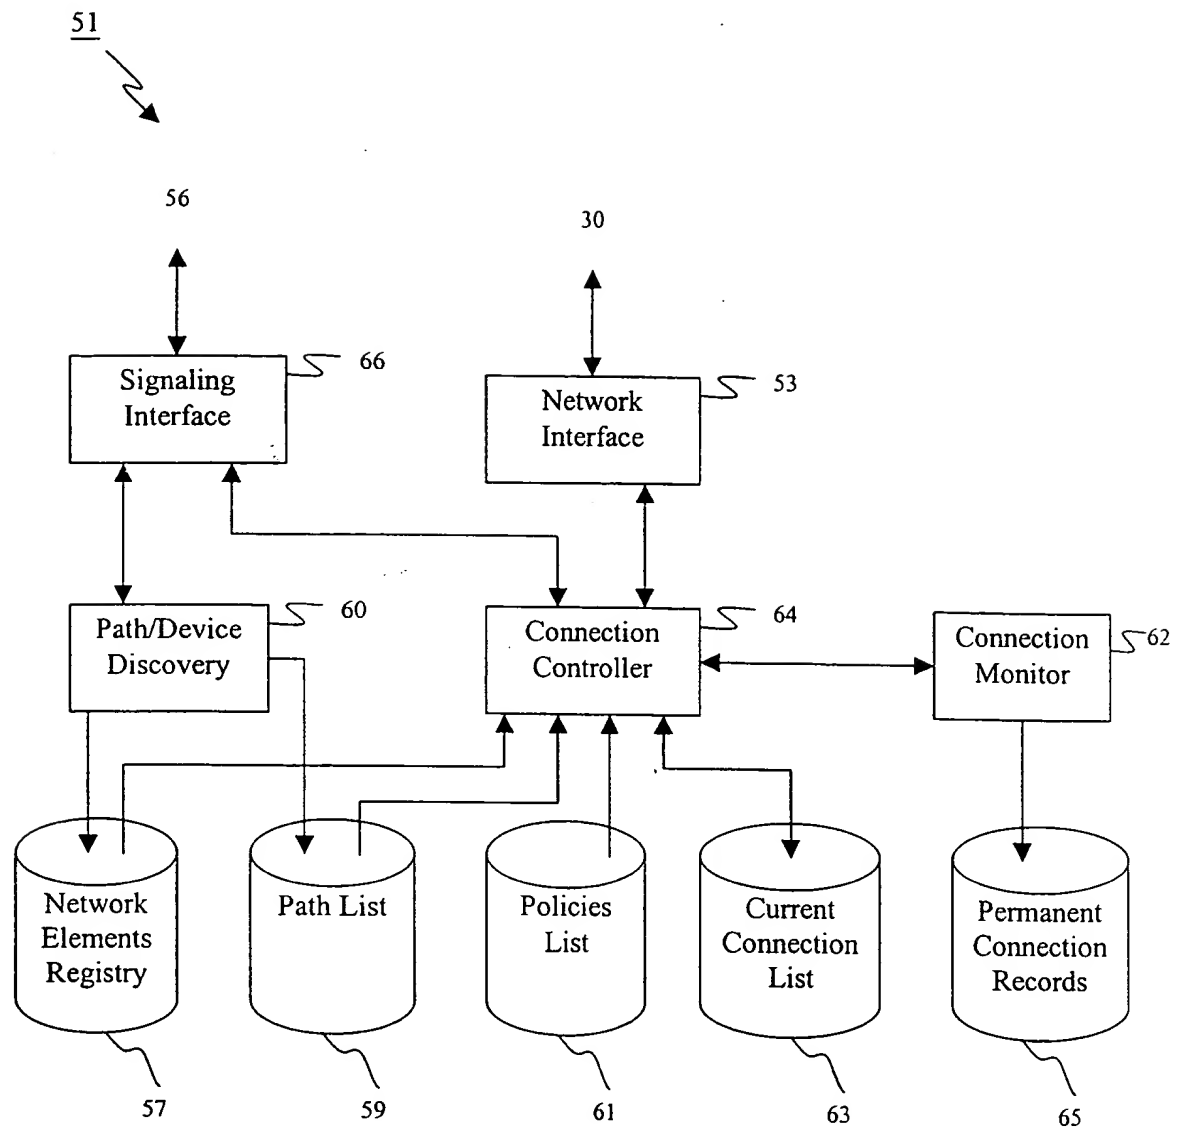 51
56
30
Signaling
Interface
66
Network
Interface
53
Path/Device
Discovery
60
Connection
Controller
64
Connection
Monitor
62
Network
Elements
Registry
Path List
Policies
List
Current
Connection
List
Permanent
Connection
Records
57
59
61
63
65